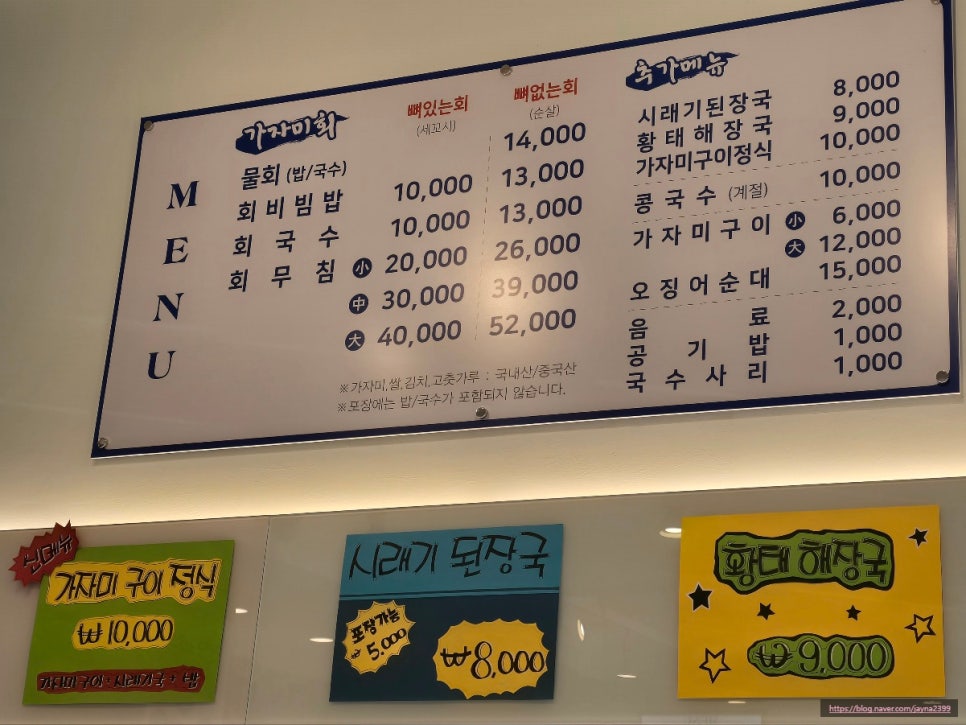 MENU
가자미회
뼈있는회 뼈없는회
(세꼬시) (순살)
물회 (밥/국수) 14,000
회비빔밥 10,000 13,000
회국수 10,000 13,000
회무침 小 20,000 26,000
中 30,000 39,000
大 40,000 52,000
※가자미,쌀,김치,고춧가루 : 국내산/중국산
※포장에는 밥/국수가 포함되지 않습니다.
추가메뉴
시래기된장국 8,000
황태해장국 9,000
가자미구이정식 10,000
콩국수 (계절) 10,000
가자미구이 小 6,000
大 12,000
오징어순대 15,000
음료 2,000
공기밥 1,000
국수사리 1,000
신메뉴
가자미 구이 정식
₩10,000
가자미 구이+시래기국+밥
시래기 된장국
포장가능
₩5,000
₩8,000
황태 해장국
₩9,000
https://blog.naver.com/jayna2399